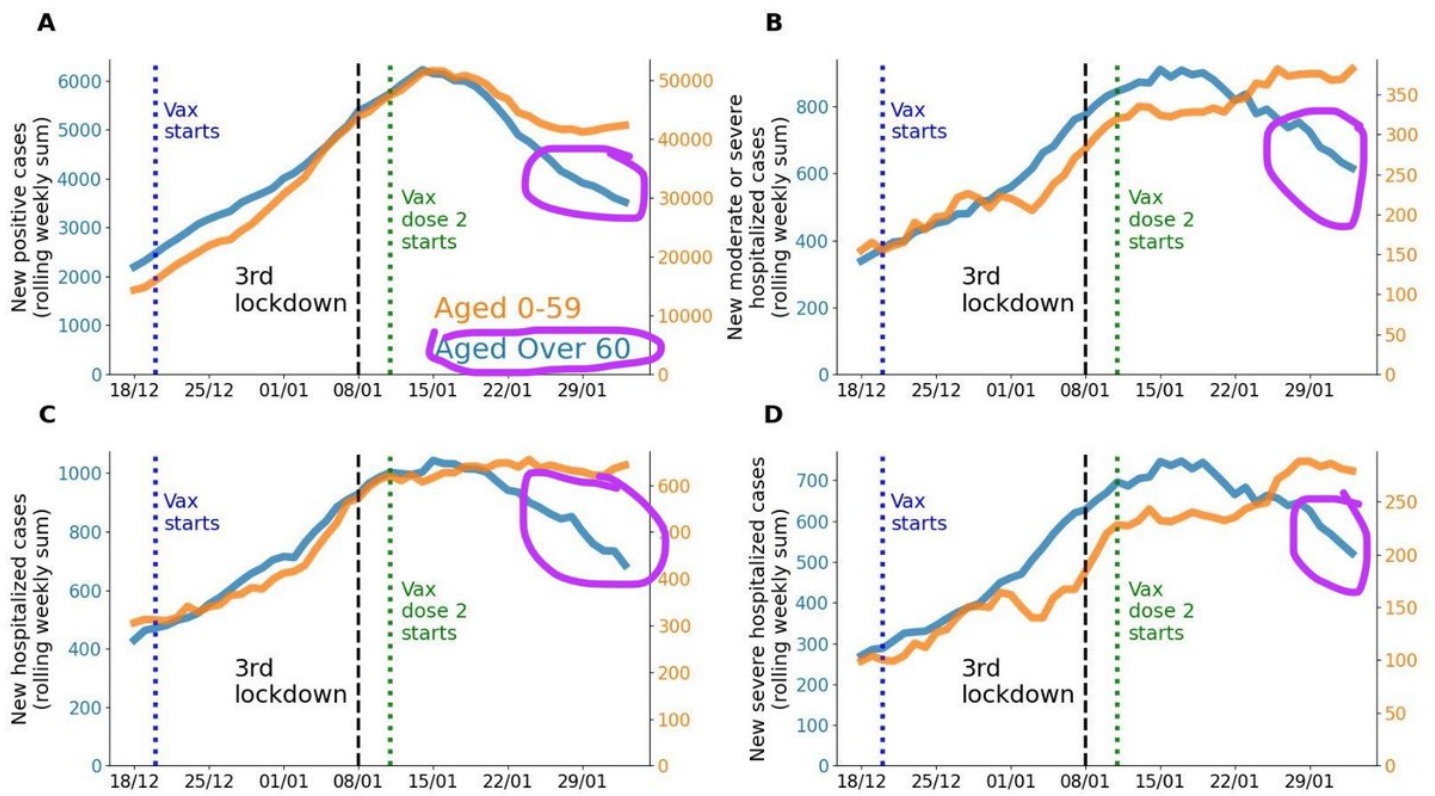 A
New positive cases
(rolling weekly sum)
6000
5000
4000
3000
2000
1000
0
50000
40000
30000
20000
10000
0
Vax
starts
3rd
lockdown
Vax
dose 2
starts
Aged 0-59
Aged Over 60
18/12 25/12 01/01 08/01 15/01 22/01 29/01
B
New moderate or severe
hospitalized cases
(rolling weekly sum)
800
600
400
200
0
350
300
250
200
150
100
50
0
Vax
starts
3rd
lockdown
Vax
dose 2
starts
18/12 25/12 01/01 08/01 15/01 22/01 29/01
C
New hospitalized cases
(rolling weekly sum)
1000
800
600
400
200
0
600
500
400
300
200
100
0
Vax
starts
3rd
lockdown
Vax
dose 2
starts
18/12 25/12 01/01 08/01 15/01 22/01 29/01
D
New severe hospitalized cases
(rolling weekly sum)
700
600
500
400
300
200
100
0
250
200
150
100
50
0
Vax
starts
3rd
lockdown
Vax
dose 2
starts
18/12 25/12 01/01 08/01 15/01 22/01 29/01